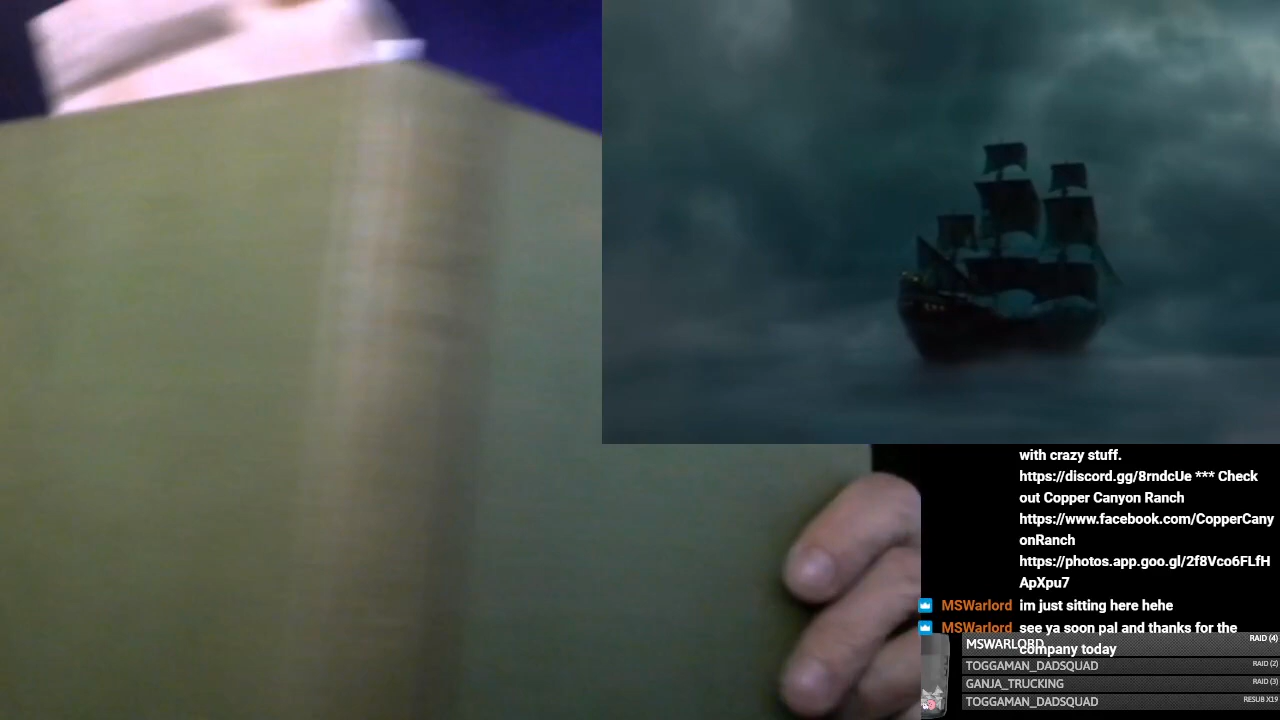 with crazy stuff.
https://discord.gg/8rndcUe *** Check
out Copper Canyon Ranch
https://www.facebook.com/CopperCany
onRanch
https://photos.app.goo.gl/2f8Vco6FLfH
ApXpu7
MSWarlord im just sitting here hehe
MSWarlord see ya soon pal and thanks for the
company today
MSWARLORD RAID (4)
TOGGAMAN_DADSQUAD RAID (2)
GANJA_TRUCKING RAID (3)
TOGGAMAN_DADSQUAD RESUB X19